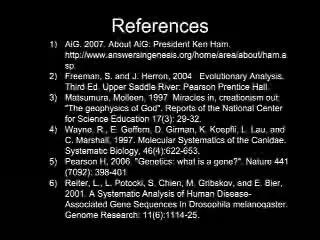 References
1) AiG. 2007. About AiG: President Ken Ham.
http://www.answersingenesis.org/home/area/about/ham.a
sp.
2) Freeman, S. and J. Herron, 2004 Evolutionary Analysis,
Third Ed. Upper Saddle River: Pearson Prentice Hall.
3) Matsumura, Molleen, 1997 Miracles in, creationism out:
"The geophysics of God". Reports of the National Center
for Science Education 17(3): 29-32.
4) Wayne, R., E. Geffern, D. Girman, K. Koepfli, L. Lau, and
C. Marshall, 1997. Molecular Systematics of the Canidae.
Systematic Biology, 46(4):622-653.
5) Pearson H, 2006. "Genetics: what is a gene?". Nature 441
(7092): 398-401
6) Reiter, L., L. Potocki, S. Chien, M. Gribskov, and E. Bier,
2001. A Systematic Analysis of Human Disease-
Associated Gene Sequences In Drosophila melanogaster.
Genome Research: 11(6):1114-25.